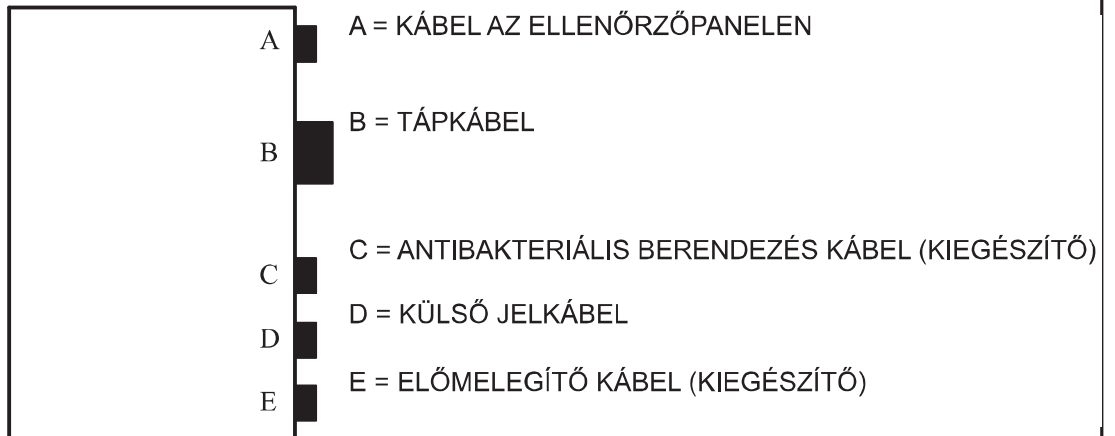 A
A = KÁBEL AZ ELLENŐRZŐPANELEN
B = TÁPKÁBEL
B
C = ANTIBAKTERIÁLIS BERENDEZÉS KÁBEL (KIEGÉSZÍTŐ)
C
D = KÜLSŐ JELKÁBEL
D
E = ELŐMELEGÍTŐ KÁBEL (KIEGÉSZÍTŐ)
E